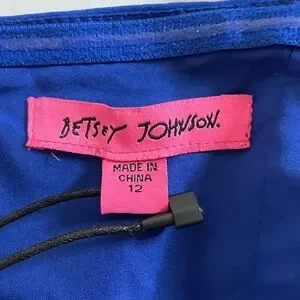 BETSEY JOHNSON.
MADE IN
CHINA
12